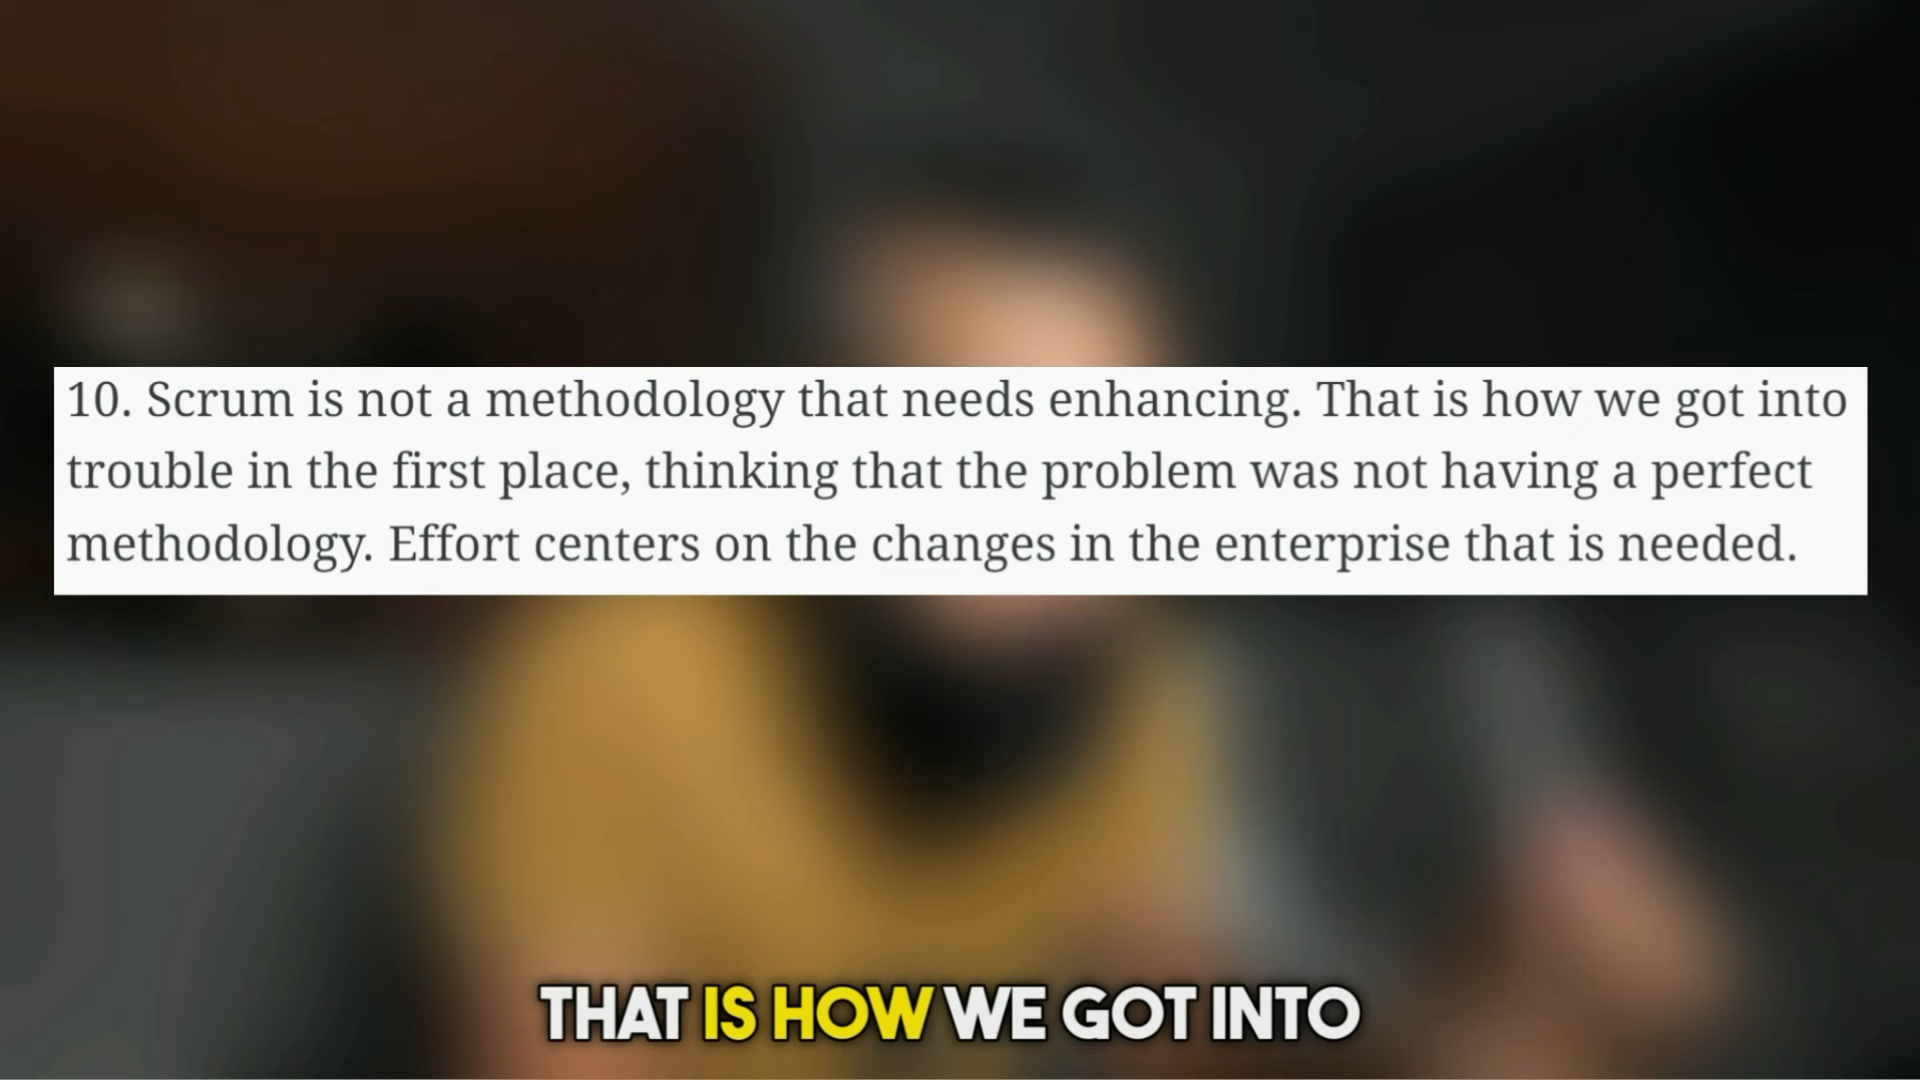 10. Scrum is not a methodology that needs enhancing. That is how we got into
trouble in the first place, thinking that the problem was not having a perfect
methodology. Effort centers on the changes in the enterprise that is needed.
THAT IS HOW WE GOT INTO